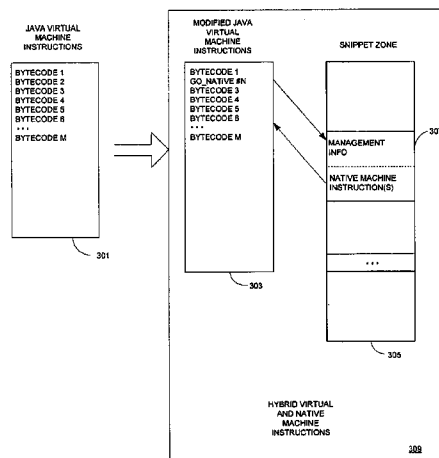 JAVA VIRTUAL
MACHINE
INSTRUCTIONS
BYTECODE 1
BYTECODE 2
BYTECODE 3
BYTECODE 4
BYTECODE 5
BYTECODE 6
•••
BYTECODE M
301
MODIFIED JAVA
VIRTUAL
MACHINE
INSTRUCTIONS
BYTECODE 1
GO_NATIVE #N
BYTECODE 3
BYTECODE 4
BYTECODE 5
BYTECODE 6
•••
BYTECODE M
303
SNIPPET ZONE
MANAGEMENT
INFO
NATIVE MACHINE
INSTRUCTION(S)
•••
305
HYBRID VIRTUAL
AND NATIVE
MACHINE
INSTRUCTIONS
309